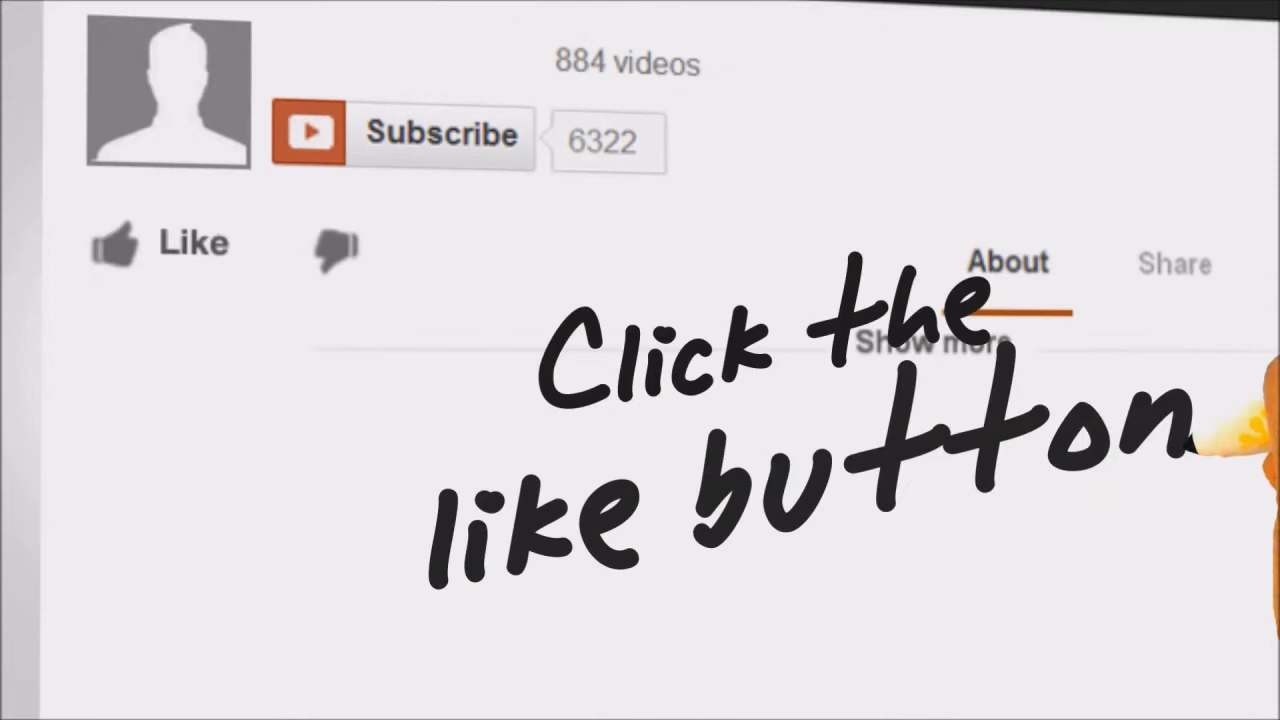 884 videos
Subscribe 6322
Like
About Share
Show more
Click the
like button